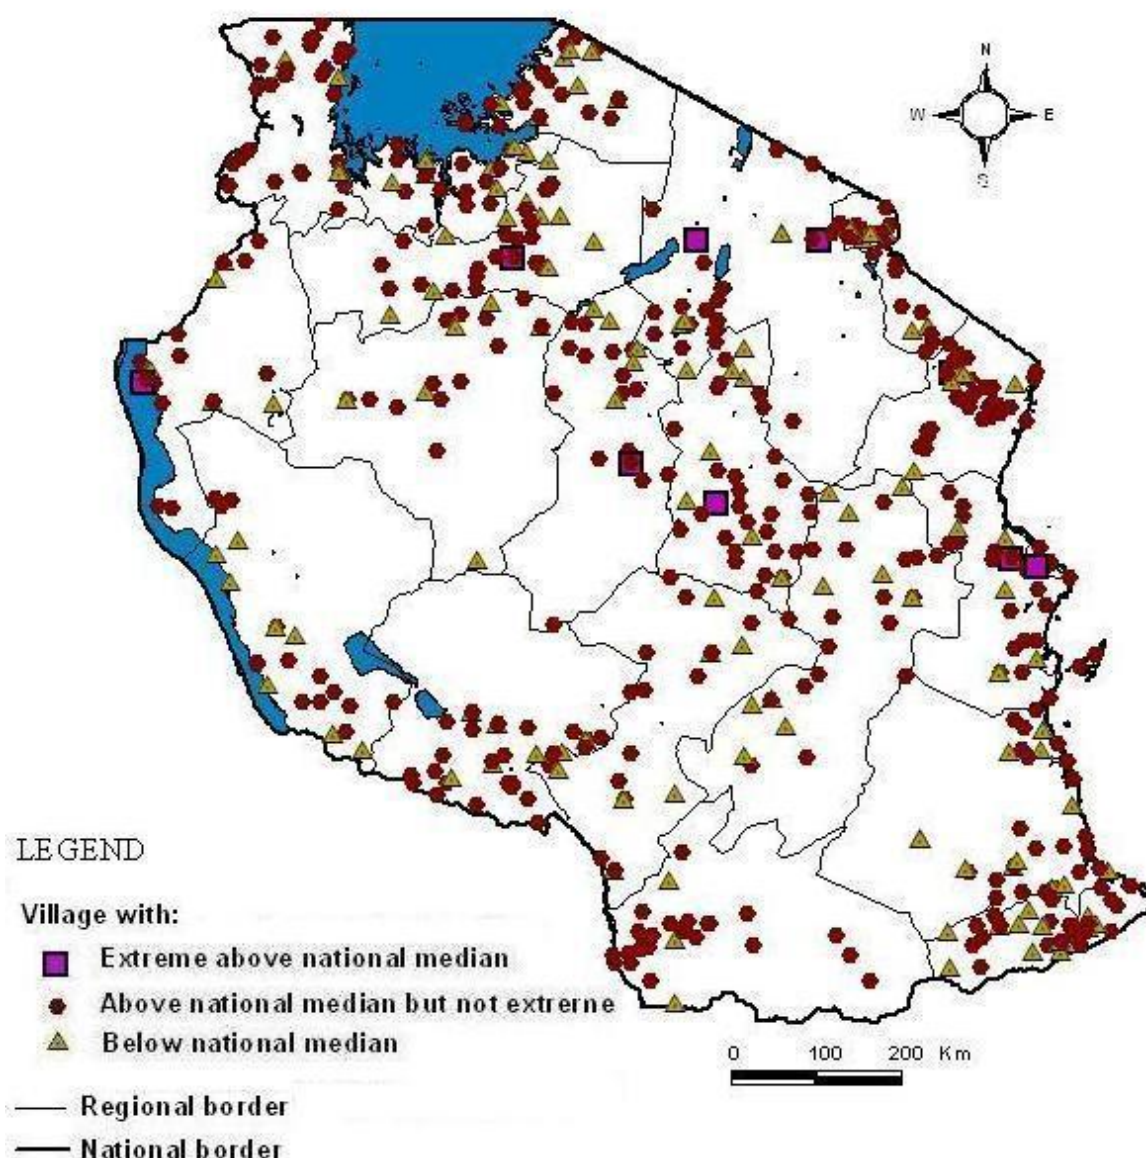 N
W E
S
LEGEND
Village with:
Extreme above national median
Above national median but not extreme
Below national median
0 100 200 Km
Regional border
National border